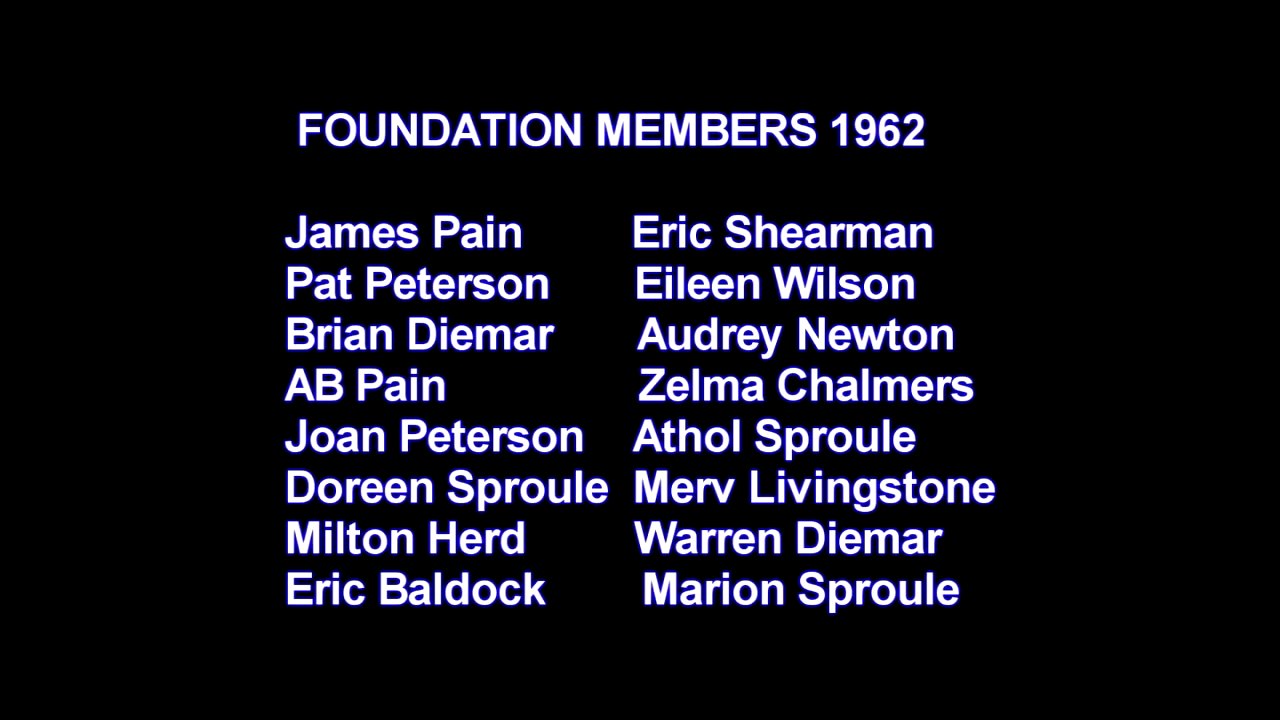 FOUNDATION MEMBERS 1962
James Pain Eric Shearman
Pat Peterson Eileen Wilson
Brian Diemar Audrey Newton
AB Pain Zelma Chalmers
Joan Peterson Athol Sproule
Doreen Sproule Merv Livingstone
Milton Herd Warren Diemar
Eric Baldock Marion Sproule